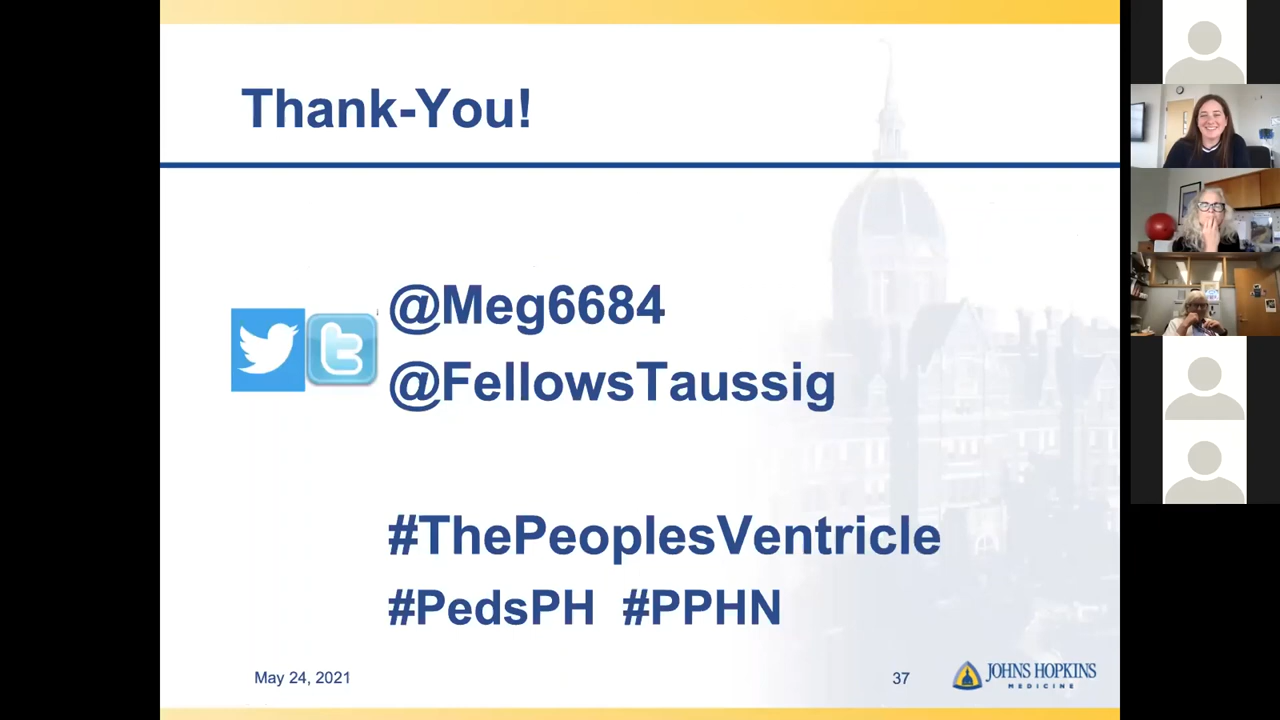 Thank-You!
@Meg6684
@FellowsTaussig
#ThePeoplesVentricle
#PedsPH #PPHN
May 24, 2021
37
JOHNS HOPKINS
MEDICINE